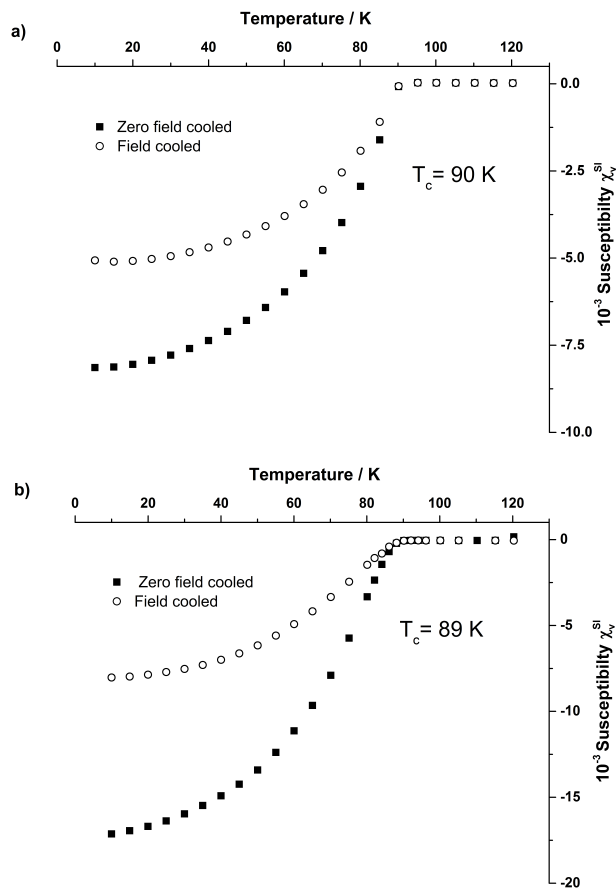 a)
Temperature / K
0 20 40 60 80 100 120
Zero field cooled
Field cooled
T_c= 90 K
0.0
-2.5
-5.0
-7.5
-10.0
10⁻³ Susceptibilty χ_v^SI
b)
Temperature / K
0 20 40 60 80 100 120
Zero field cooled
Field cooled
T_c= 89 K
0
-5
-10
-15
-20
10⁻³ Susceptibilty χ_v^SI